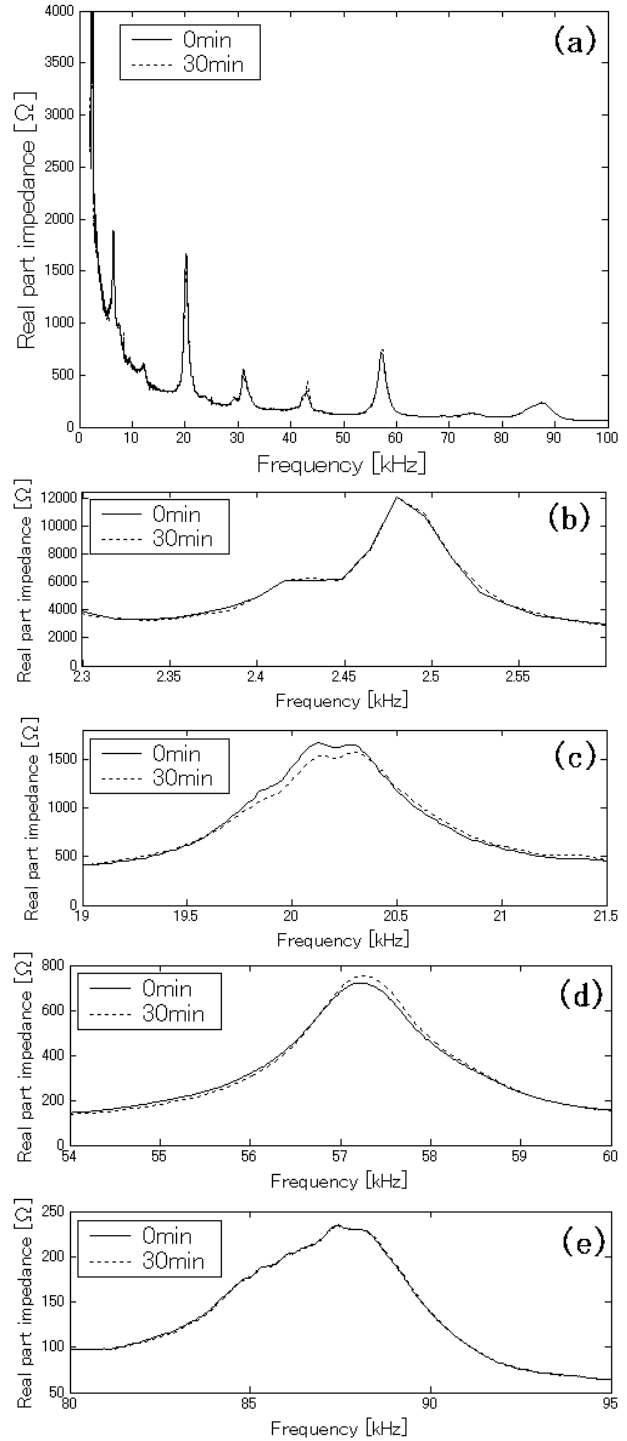 (a)
0min
30min
Real part impedance [Ω]
4000
3500
3000
2500
2000
1500
1000
500
0
0 10 20 30 40 50 60 70 80 90 100
Frequency [kHz]
(b)
0min
30min
Real part impedance [Ω]
12000
10000
8000
6000
4000
2000
0
2.3 2.35 2.4 2.45 2.5 2.55
Frequency [kHz]
(c)
0min
30min
Real part impedance [Ω]
1500
1000
500
0
19 19.5 20 20.5 21 21.5
Frequency [kHz]
(d)
0min
30min
Real part impedance [Ω]
800
600
400
200
0
54 55 56 57 58 59 60
Frequency [kHz]
(e)
0min
30min
Real part impedance [Ω]
250
200
150
100
50
80 85 90 95
Frequency [kHz]